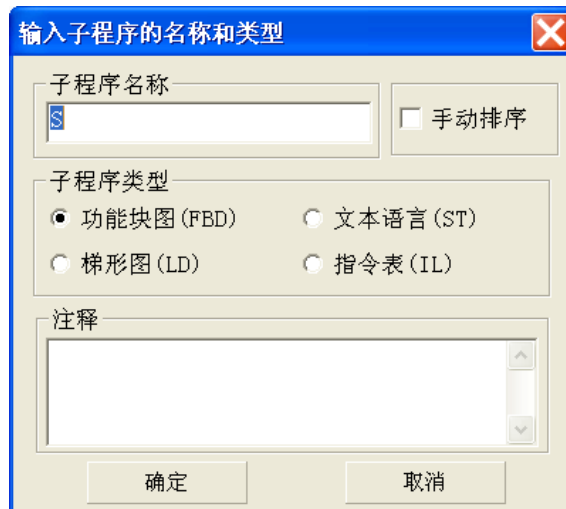 输入子程序的名称和类型
子程序名称
S
手动排序
子程序类型
功能块图(FBD)
文本语言(ST)
梯形图(LD)
指令表(IL)
注释
确定
取消